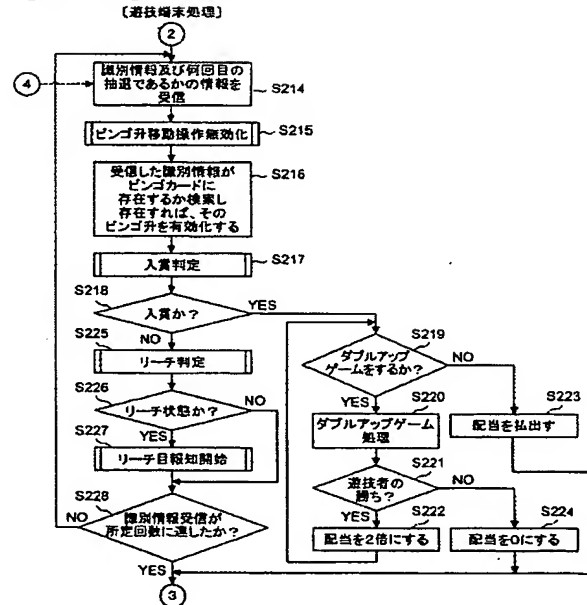 〔遊技端末処理〕
2
4
識別情報及び何回目の
抽選であるかの情報を
受信
S214
ビンゴ升移動操作無効化
S215
受信した識別情報が
ビンゴカードに
存在するか検索し
存在すれば、その
ビンゴ升を有効化する
S216
入賞判定
S217
S218
入賞か?
YES
NO
S225
リーチ判定
S226
リーチ状態か?
NO
YES
S227
リーチ目報知開始
S228
識別情報受信が
所定回数に達したか?
NO
YES
3
S219
ダブルアップ
ゲームをするか?
NO
YES
S220
ダブルアップゲーム
処理
S223
配当を払出す
S221
遊技者の
勝ち?
NO
YES
S222
配当を2倍にする
S224
配当を0にする